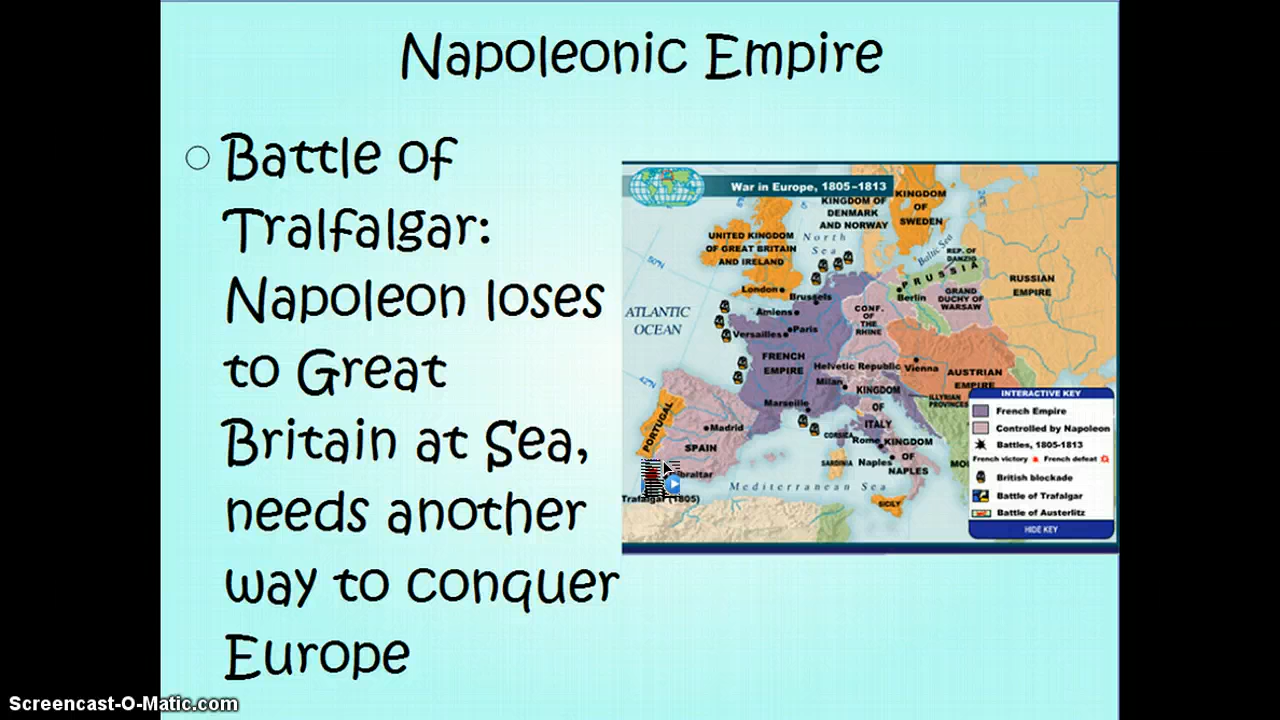 Napoleonic Empire
Battle of
Tralfalgar:
Napoleon loses
to Great
Britain at Sea,
needs another
way to conquer
Europe
War in Europe, 1805-1813
KINGDOM OF
DENMARK
AND NORWAY
KINGDOM
OF
SWEDEN
North
Sea
Baltic Sea
UNITED KINGDOM
OF GREAT BRITAIN
AND IRELAND
REP. OF
DANZIG
PRUSSIA
RUSSIAN
EMPIRE
50°N
London
Brussels
Berlin
GRAND
DUCHY OF
WARSAW
ATLANTIC
OCEAN
Amiens
CONF.
OF
THE
RHINE
Versailles
Paris
FRENCH
EMPIRE
Helvetic Republic
Vienna
AUSTRIAN
EMPIRE
42°N
Milan
KINGDOM
OF
ITALY
ILLYRIAN
PROVINCES
Marseille
PORTUGAL
Madrid
SPAIN
CORSICA
Rome
KINGDOM
OF
NAPLES
SARDINIA
Naples
Gibraltar
Mediterranean Sea
SICILY
Trafalgar (1805)
INTERACTIVE KEY
French Empire
Controlled by Napoleon
Battles, 1805-1813
French victory French defeat
British blockade
Battle of Trafalgar
Battle of Austerlitz
HIDE KEY
Screencast-O-Matic.com